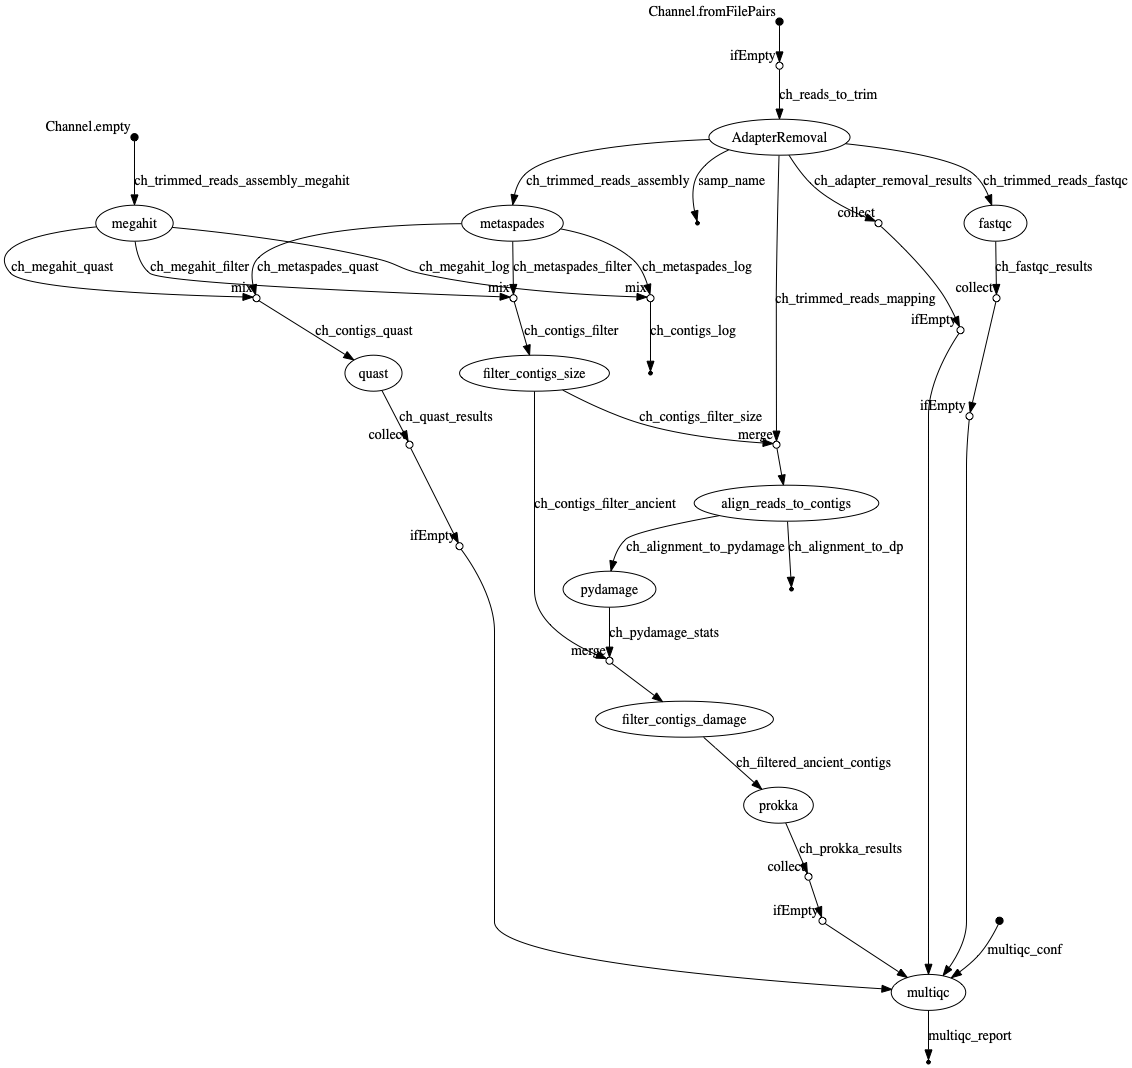 Channel.fromFilePairs
ifEmpty
ch_reads_to_trim
Channel.empty
AdapterRemoval
ch_trimmed_reads_assembly_megahit
ch_trimmed_reads_assembly
samp_name
ch_adapter_removal_results
ch_trimmed_reads_fastqc
collect
megahit
metaspades
fastqc
ch_megahit_quast
ch_megahit_filter
ch_metaspades_quast
ch_megahit_log
ch_metaspades_filter
ch_metaspades_log
ch_fastqc_results
mix
mix
mix
collect
ch_trimmed_reads_mapping
ifEmpty
ch_contigs_quast
ch_contigs_filter
ch_contigs_log
quast
filter_contigs_size
ifEmpty
ch_quast_results
ch_contigs_filter_size
collect
merge
ch_contigs_filter_ancient
align_reads_to_contigs
ifEmpty
ch_alignment_to_pydamage
ch_alignment_to_dp
pydamage
ch_pydamage_stats
merge
filter_contigs_damage
ch_filtered_ancient_contigs
prokka
ch_prokka_results
collect
ifEmpty
multiqc_conf
multiqc
multiqc_report